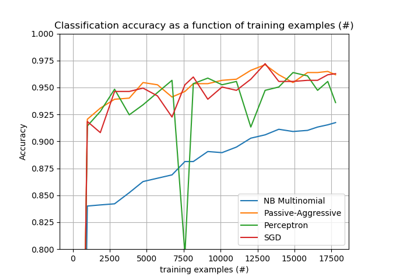 Classification accuracy as a function of training examples (#)
1.000
0.975
0.950
0.925
0.900
0.875
0.850
0.825
0.800
Accuracy
NB Multinomial
Passive-Aggressive
Perceptron
SGD
0 2500 5000 7500 10000 12500 15000 17500
training examples (#)